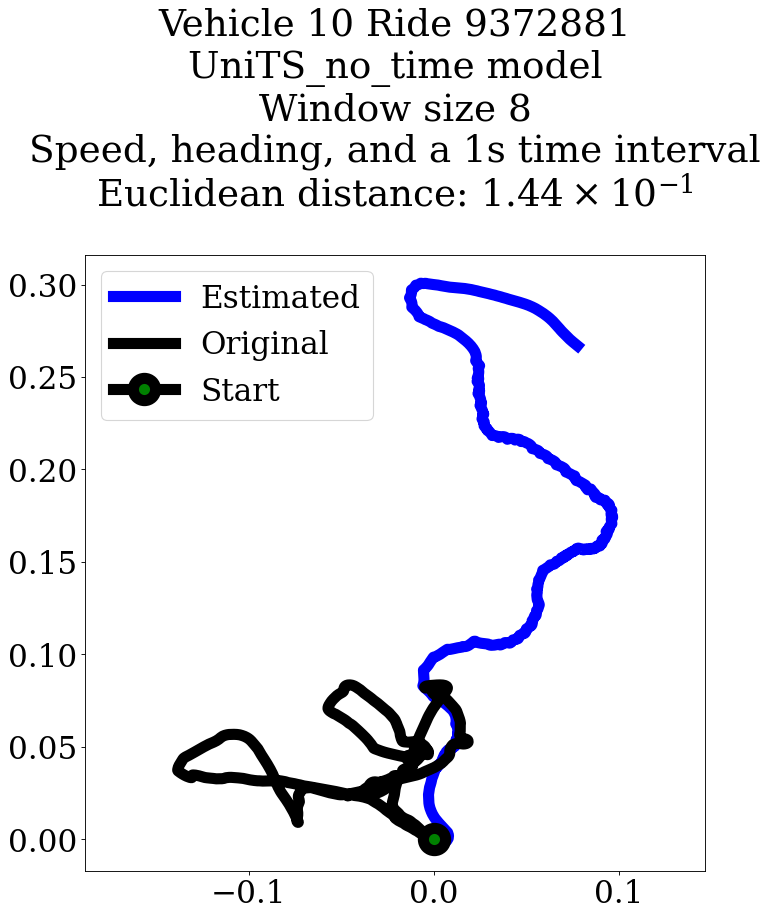 Vehicle 10 Ride 9372881
UniTS_no_time model
Window size 8
Speed, heading, and a 1s time interval
Euclidean distance: 1.44 × 10⁻¹
Estimated
Original
Start
0.30
0.25
0.20
0.15
0.10
0.05
0.00
−0.1 0.0 0.1